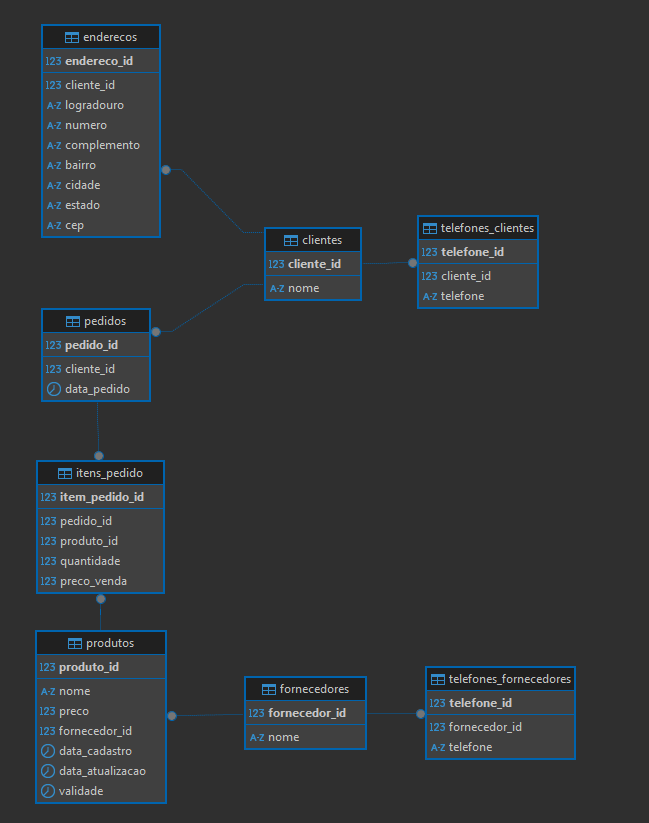 enderecos
123 endereco_id
123 cliente_id
A-Z logradouro
A-Z numero
A-Z complemento
A-Z bairro
A-Z cidade
A-Z estado
A-Z cep
clientes
123 cliente_id
A-Z nome
telefones_clientes
123 telefone_id
123 cliente_id
A-Z telefone
pedidos
123 pedido_id
123 cliente_id
data_pedido
itens_pedido
123 item_pedido_id
123 pedido_id
123 produto_id
123 quantidade
123 preco_venda
produtos
123 produto_id
A-Z nome
123 preco
123 fornecedor_id
data_cadastro
data_atualizacao
validade
fornecedores
123 fornecedor_id
A-Z nome
telefones_fornecedores
123 telefone_id
123 fornecedor_id
A-Z telefone